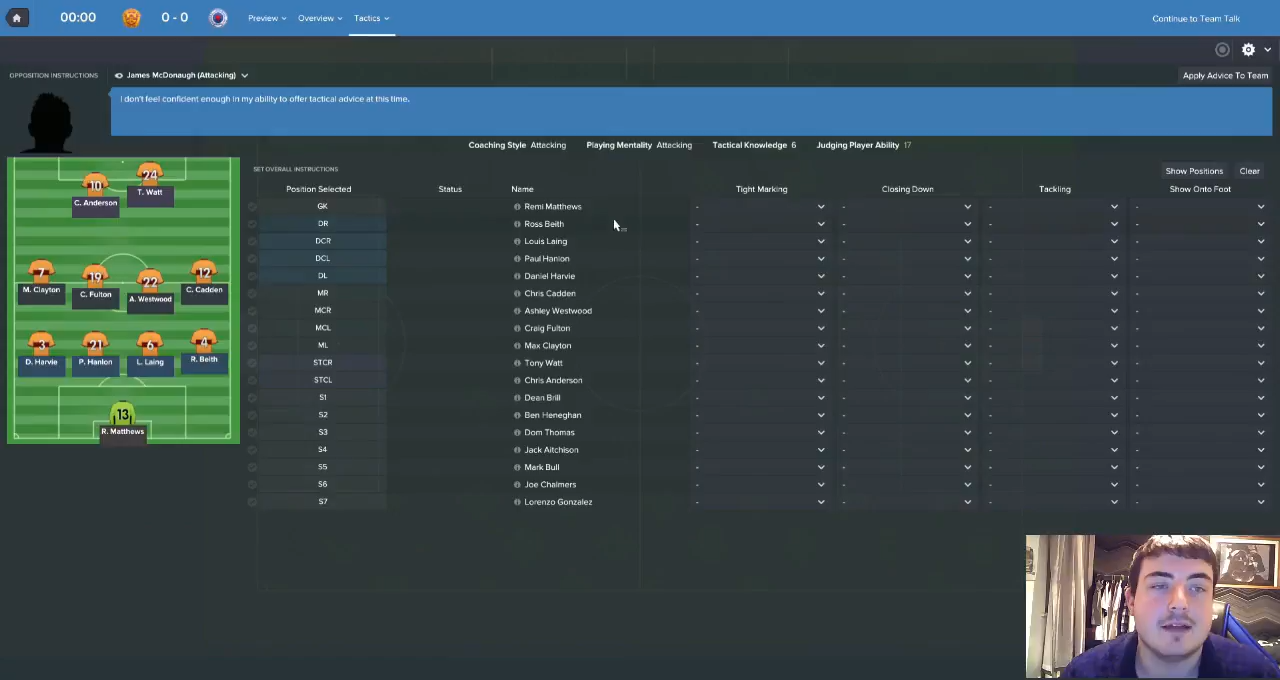 00:00 0 - 0 Preview Overview Tactics Continue to Team Talk
OPPOSITION INSTRUCTIONS James McDonaugh (Attacking) Apply Advice To Team
I don't feel confident enough in my ability to offer tactical advice at this time.
Coaching Style Attacking Playing Mentality Attacking Tactical Knowledge 6 Judging Player Ability 17
SET OVERALL INSTRUCTIONS Show Positions Clear
Position Selected Status Name Tight Marking Closing Down Tackling Show Onto Foot
GK Remi Matthews - - - -
DR Ross Beith - - - -
DCR Louis Laing - - - -
DCL Paul Hanlon - - - -
DL Daniel Harvie - - - -
MR Chris Cadden - - - -
MCR Ashley Westwood - - - -
MCL Craig Fulton - - - -
ML Max Clayton - - - -
STCR Tony Watt - - - -
STCL Chris Anderson - - - -
S1 Dean Brill - - - -
S2 Ben Heneghan - - - -
S3 Dom Thomas - - - -
S4 Jack Aitchison - - - -
S5 Mark Bull - - - -
S6 Joe Chalmers - - - -
S7 Lorenzo Gonzalez - - - -
10 24
C. Anderson T. Watt
7 19 22 12
M. Clayton C. Fulton A. Westwood C. Cadden
3 21 6 4
D. Harvie P. Hanlon L. Laing R. Beith
13
R. Matthews